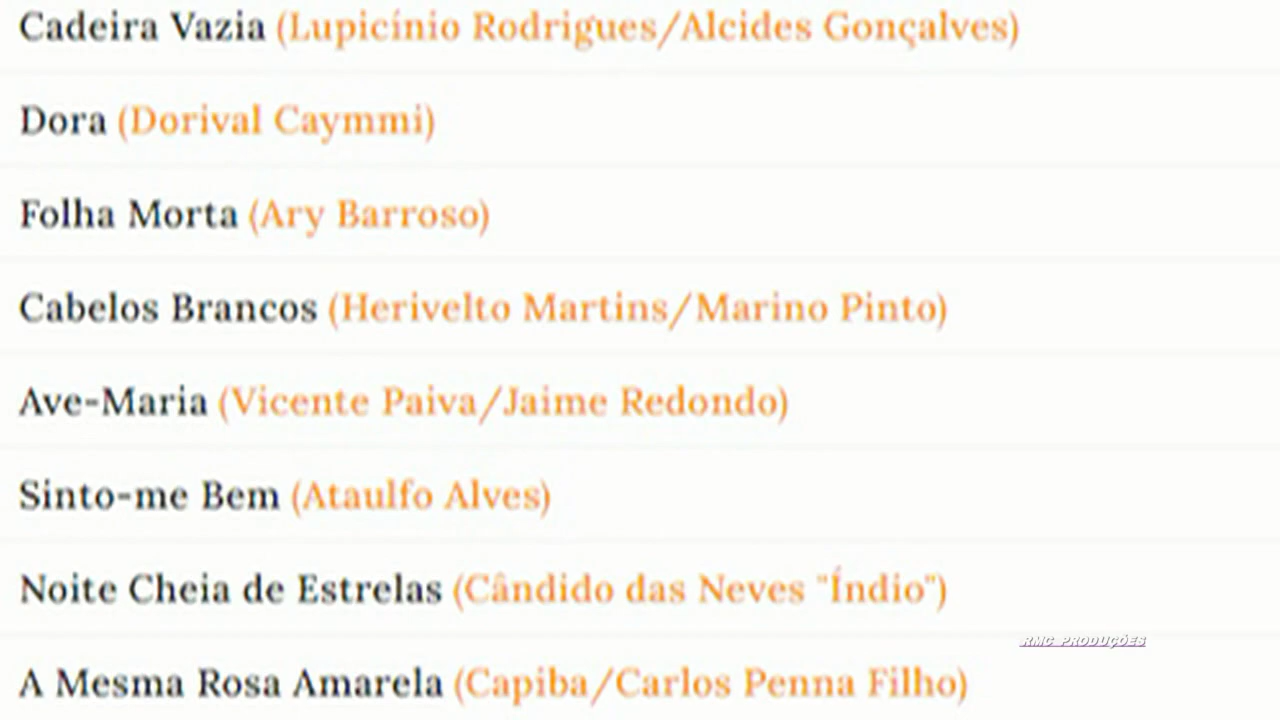 Cadeira Vazia (Lupicínio Rodrigues/Alcides Gonçalves)
Dora (Dorival Caymmi)
Folha Morta (Ary Barroso)
Cabelos Brancos (Herivelto Martins/Marino Pinto)
Ave-Maria (Vicente Paiva/Jaime Redondo)
Sinto-me Bem (Ataulfo Alves)
Noite Cheia de Estrelas (Cândido das Neves "Índio")
RMC PRODUÇÕES
A Mesma Rosa Amarela (Capiba/Carlos Penna Filho)